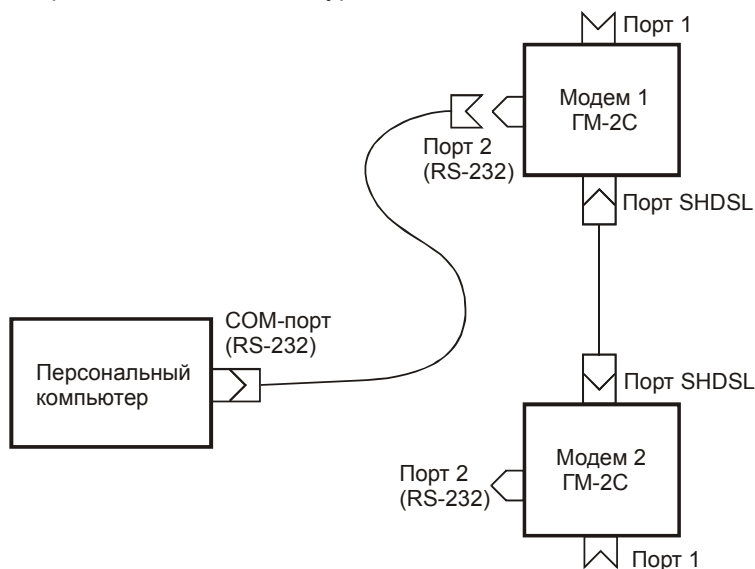 Порт 1
Модем 1
ГМ-2С
Порт 2
(RS-232)
Порт SHDSL
COM-порт
(RS-232)
Персональный
компьютер
Порт SHDSL
Модем 2
ГМ-2С
Порт 2
(RS-232)
Порт 1